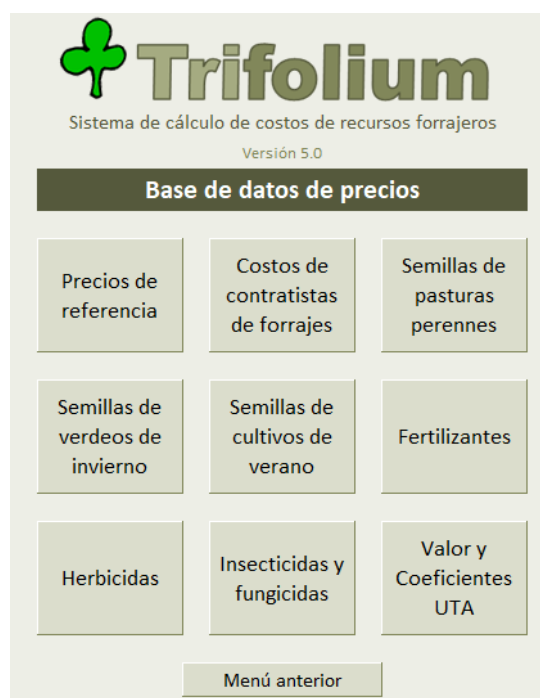 Trifolium
Sistema de cálculo de costos de recursos forrajeros
Versión 5.0
Base de datos de precios
Precios de
referencia
Costos de
contratistas
de forrajes
Semillas de
pasturas
perennes
Semillas de
verdeos de
invierno
Semillas de
cultivos de
verano
Fertilizantes
Herbicidas
Insecticidas y
fungicidas
Valor y
Coeficientes
UTA
Menú anterior